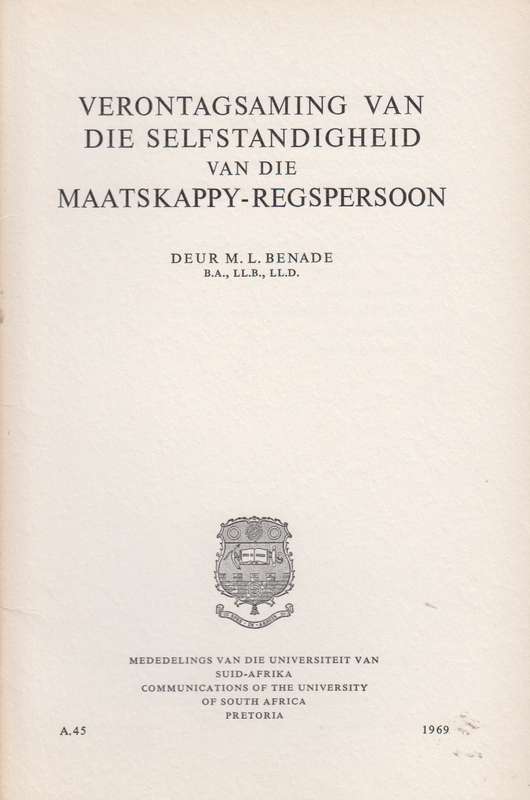 VERONTAGSAMING VAN
DIE SELFSTANDIGHEID
VAN DIE
MAATSKAPPY-REGSPERSOON
DEUR M. L. BENADE
B.A., LL.B., LL.D.
MEDEDELINGS VAN DIE UNIVERSITEIT VAN
SUID-AFRIKA
COMMUNICATIONS OF THE UNIVERSITY
OF SOUTH AFRICA
PRETORIA
A.45 1969